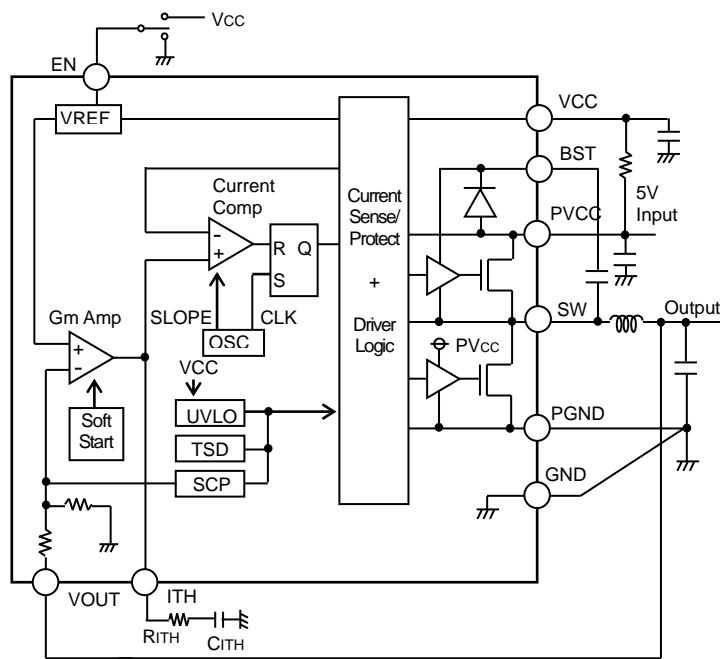 VCC
EN
VREF
VCC
BST
Current
Comp
R Q
S
Current
Sense/
Protect
+
Driver
Logic
5V
Input
PVCC
-
+
SLOPE
CLK
OSC
Gm Amp
+
-
SW
Output
VCC
PVCC
Soft
Start
UVLO
TSD
SCP
PGND
GND
VOUT
ITH
RITH
CITH